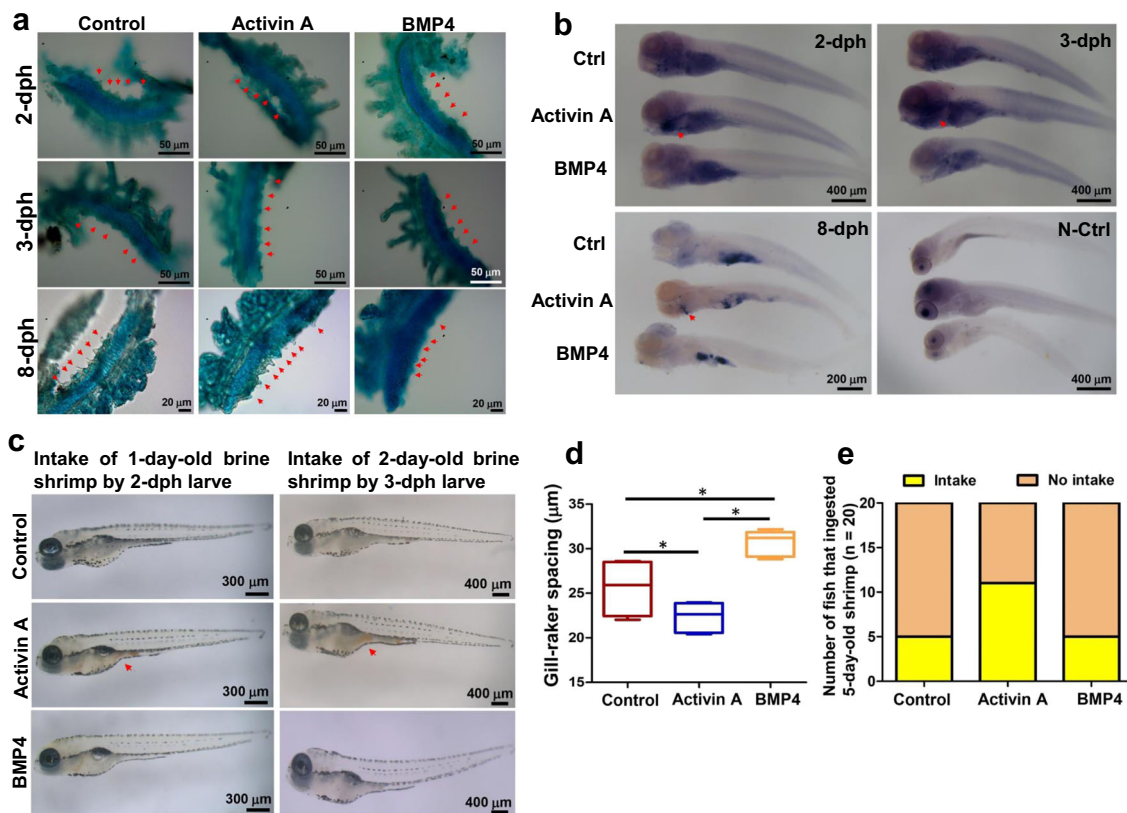 a
Control
Activin A
BMP4
2-dph
50 µm
50 µm
50 µm
3-dph
50 µm
50 µm
50 µm
8-dph
20 µm
20 µm
20 µm
b
2-dph
3-dph
Ctrl
Activin A
BMP4
400 µm
400 µm
8-dph
N-Ctrl
Ctrl
Activin A
BMP4
200 µm
400 µm
c
Intake of 1-day-old brine
shrimp by 2-dph larve
Intake of 2-day-old brine
shrimp by 3-dph larve
Control
300 µm
400 µm
Activin A
300 µm
400 µm
BMP4
300 µm
400 µm
d
Gill-raker spacing (µm)
35
30
25
20
15
*
*
*
Control
Activin A
BMP4
e
Intake
No intake
Number of fish that ingested
5-day-old shrimp (n = 20)
20
15
10
5
0
Control
Activin A
BMP4